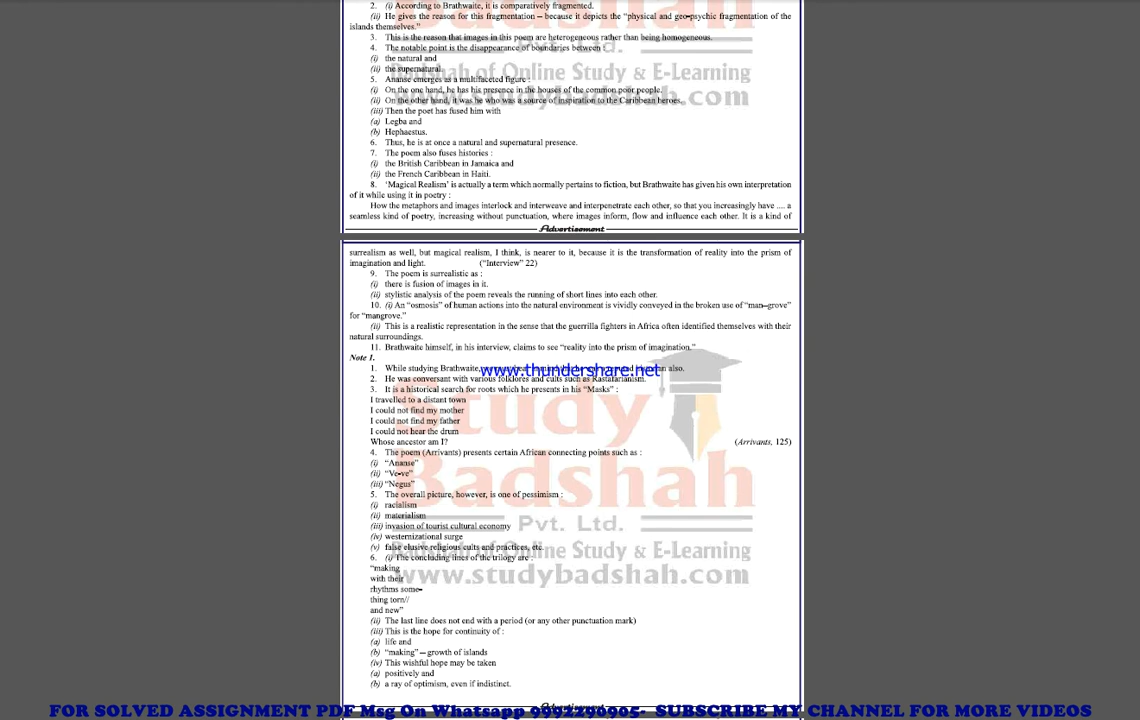 2. (i) According to Brathwaite, it is comparatively fragmented.
(ii) He gives the reason for this fragmentation – because it depicts the "physical and geo-psychic fragmentation of the
islands themselves."
3. This is the reason that images in this poem are heterogeneous rather than being homogeneous.
4. The notable point is the disappearance of boundaries between :
(i) the natural and
(ii) the supernatural.
5. Ananse emerges as a multifaceted figure :
(i) On the one hand, he has his presence in the houses of the common poor people.
(ii) On the other hand, it was he who was a source of inspiration to the Caribbean heroes.
(iii) Then the poet has fused him with
(a) Legba and
(b) Hephaestus.
6. Thus, he is at once a natural and supernatural presence.
7. The poem also fuses histories :
(i) the British Caribbean in Jamaica and
(ii) the French Caribbean in Haiti.
8. 'Magical Realism' is actually a term which normally pertains to fiction, but Brathwaite has given his own interpretation
of it while using it in poetry :
How the metaphors and images interlock and interweave and interpenetrate each other, so that you increasingly have .... a
seamless kind of poetry, increasing without punctuation, where images inform, flow and influence each other. It is a kind of
Advertisement
surrealism as well, but magical realism, I think, is nearer to it, because it is the transformation of reality into the prism of
imagination and light. ("Interview" 22)
9. The poem is surrealistic as :
(i) there is fusion of images in it.
(ii) stylistic analysis of the poem reveals the running of short lines into each other.
10. (i) An "osmosis" of human actions into the natural environment is vividly conveyed in the broken use of "man–grove"
for "mangrove."
(ii) This is a realistic representation in the sense that the guerrilla fighters in Africa often identified themselves with their
natural surroundings.
11. Brathwaite himself, in his interview, claims to see "reality into the prism of imagination."
Note 1.
1. While studying Brathwaite, also.
www.thundershare.net
2. He was conversant with various folklores and cults such as Rastafarianism.
3. It is a historical search for roots which he presents in his "Masks" :
I travelled to a distant town
I could not find my mother
I could not find my father
I could not hear the drum
Whose ancestor am I? (Arrivants, 125)
4. The poem (Arrivants) presents certain African connecting points such as :
(i) "Ananse"
(ii) "Ve-ve"
(iii) "Negus"
5. The overall picture, however, is one of pessimism :
(i) racialism
(ii) materialism
(iii) invasion of tourist cultural economy
(iv) westernizational surge
(v) false elusive religious cults and practices, etc.
6. (i) The concluding lines of the trilogy are :
"making
with their
rhythms some-
thing torn//
and new"
(ii) The last line does not end with a period (or any other punctuation mark)
(iii) This is the hope for continuity of :
(a) life and
(b) "making" – growth of islands
(iv) This wishful hope may be taken
(a) positively and
(b) a ray of optimism, even if indistinct.
Advertisement
Badshah
Pvt. Ltd.
Badshah of Online Study & E-Learning
www.studybadshah.com
Study
Badshah
Pvt. Ltd.
Badshah of Online Study & E-Learning
www.studybadshah.com
FOR SOLVED ASSIGNMENT PDF Msg On Whatsapp 9992290905- SUBSCRIBE MY CHANNEL FOR MORE VIDEOS